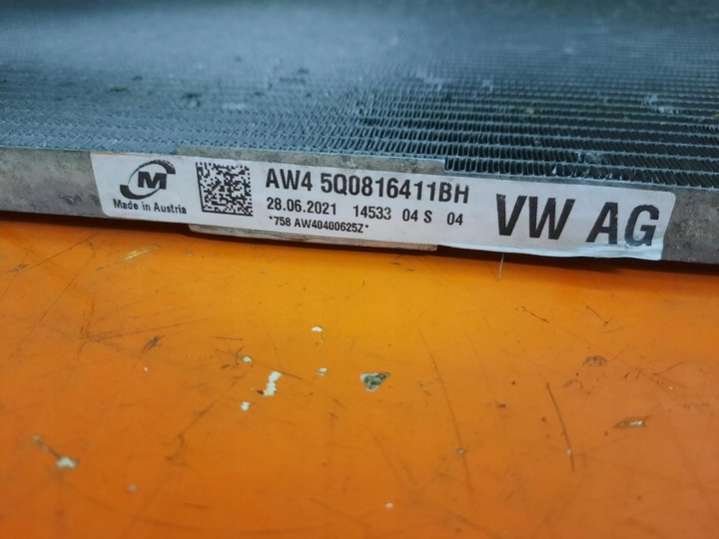 M
Made in Austria
AW4 5Q0816411BH
28.06.2021 14533 04 S 04
*758 AW40400625Z*
VW AG